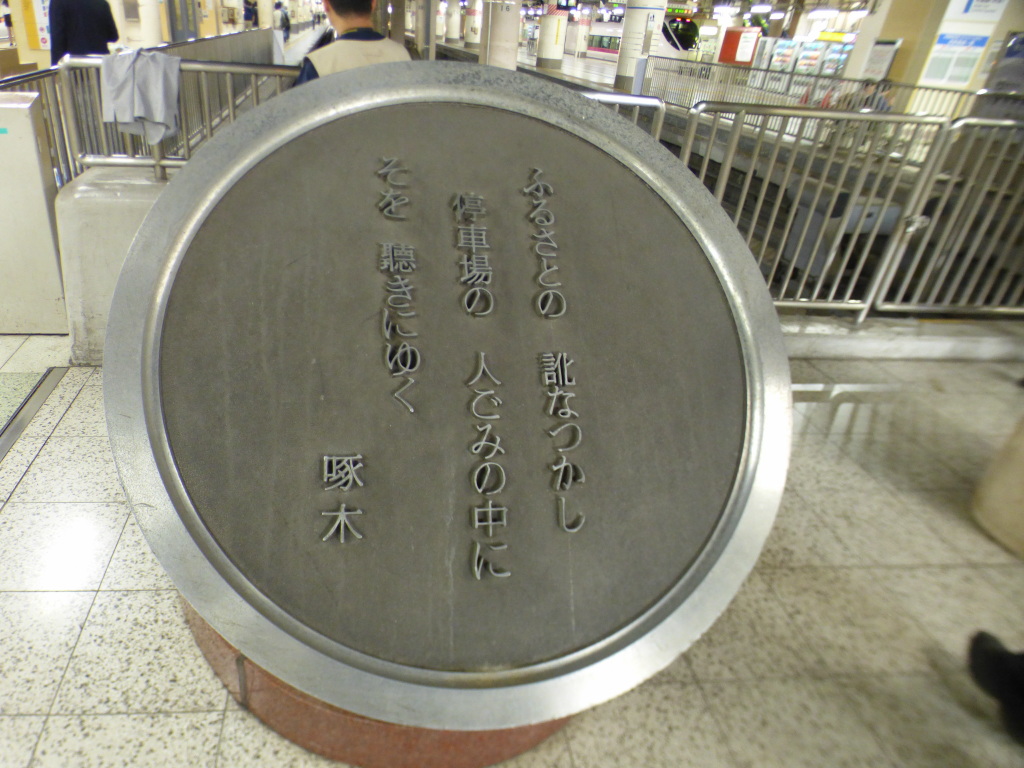 ふるさとの　訛なつかし
停車場の　人ごみの中に
そを　聴きにゆく
啄木